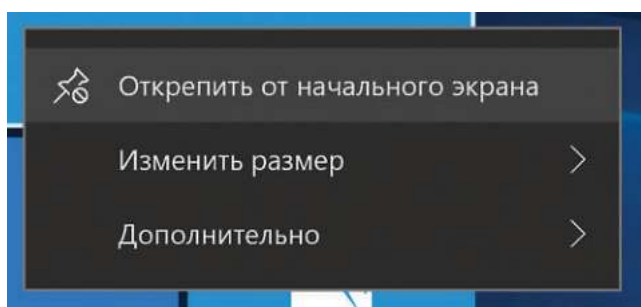 Открепить от начального экрана
Изменить размер
Дополнительно